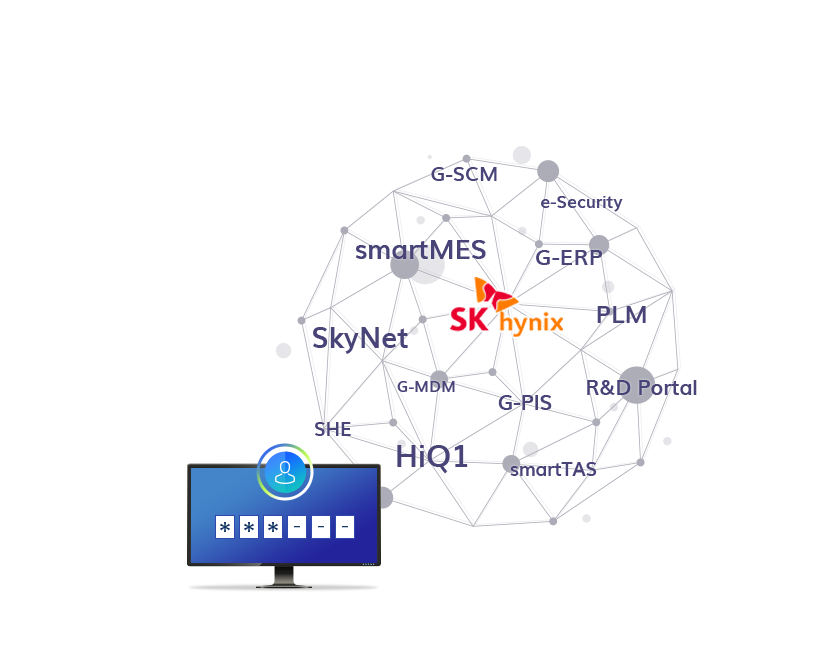 G-SCM
e-Security
smartMES
G-ERP
SK hynix
PLM
SkyNet
G-MDM
R&D Portal
G-PIS
SHE
HiQ1
smartTAS
* * * - - -